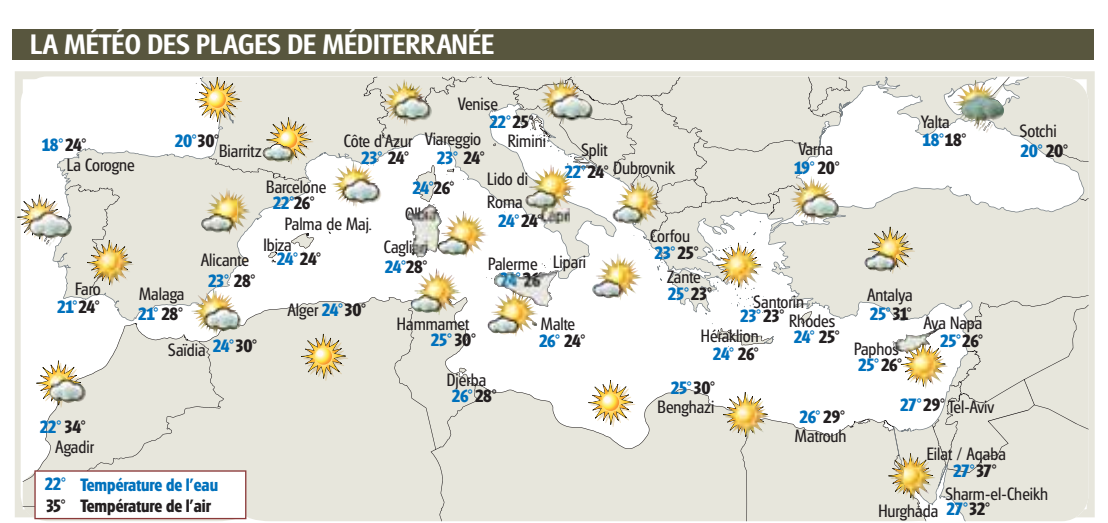 LA MÉTÉO DES PLAGES DE MÉDITERRANÉE
18° 24°
La Corogne
20° 30°
Biarritz
Côte d'Azur
23° 24°
Viareggio
23° 24°
Venise
22° 25°
Rimini
Split
22° 24°
Dubrovnik
Varna
19° 20°
Yalta
18° 18°
Sotchi
20° 20°
Barcelone
22° 26°
24° 26°
Olbia
Lido di
Roma
24° 24°
Capri
Palma de Maj.
Ibiza
24° 24°
Cagliari
24° 28°
Palerme
24° 26°
Lipari
Corfou
23° 25°
Zante
25° 23°
Alicante
23° 28°
Faro
21° 24°
Malaga
21° 28°
Alger 24° 30°
Hammamet
25° 30°
Malte
26° 24°
Santorin
23° 23°
Héraklion
24° 26°
Rhodes
24° 25°
Antalya
25° 31°
Aya Napa
25° 26°
Paphos
25° 26°
Saïdia 24° 30°
Djerba
26° 28°
25° 30°
Benghazi
26° 29°
Matrouh
27° 29° Tel-Aviv
22° 34°
Agadir
Eilat / Aqaba
27° 37°
Sharm-el-Cheikh
Hurghada 27° 32°
22° Température de l'eau
35° Température de l'air